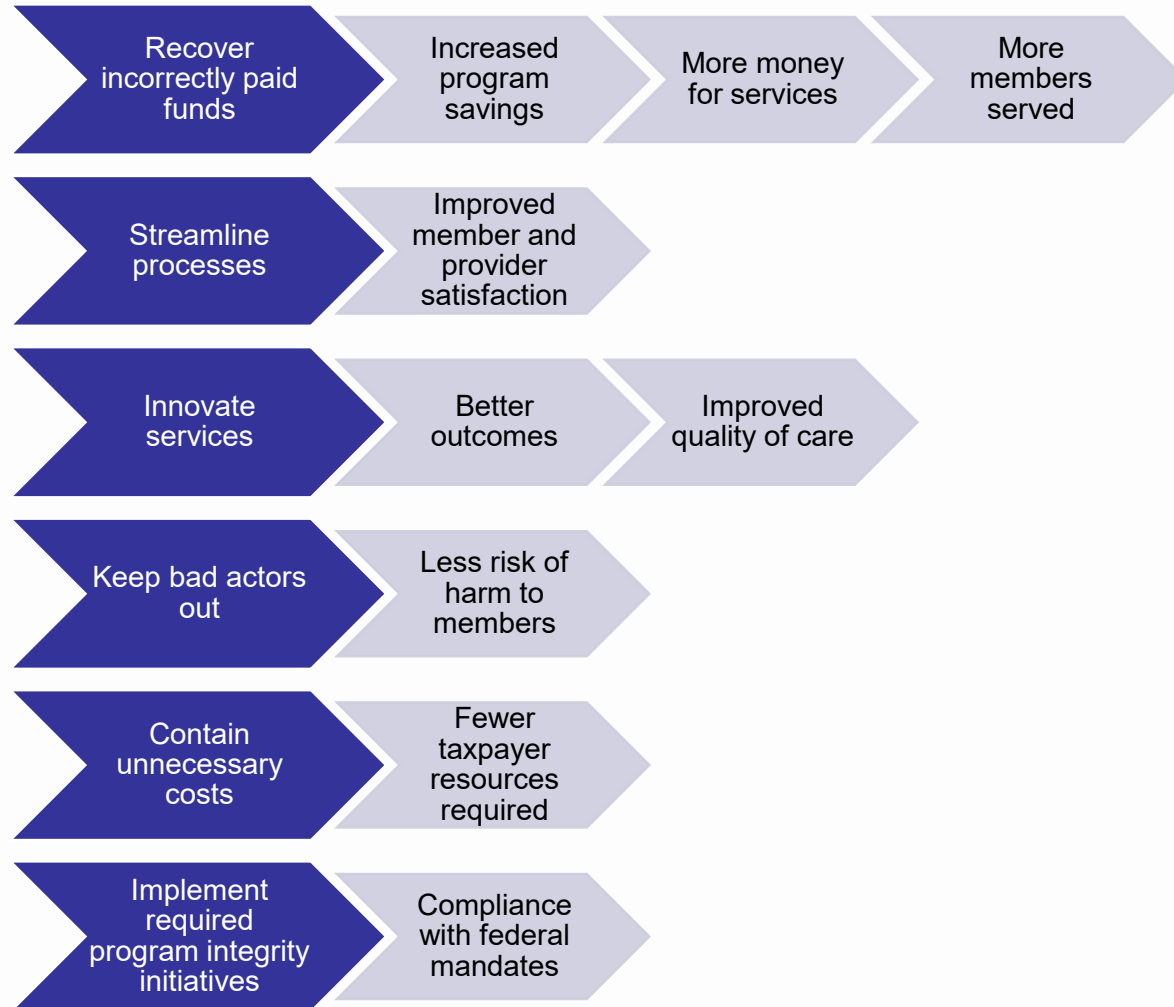 Recover
incorrectly paid
funds
Increased
program
savings
More money
for services
More
members
served
Streamline
processes
Improved
member and
provider
satisfaction
Innovate
services
Better
outcomes
Improved
quality of care
Keep bad actors
out
Less risk of
harm to
members
Contain
unnecessary
costs
Fewer
taxpayer
resources
required
Implement
required
program integrity
initiatives
Compliance
with federal
mandates